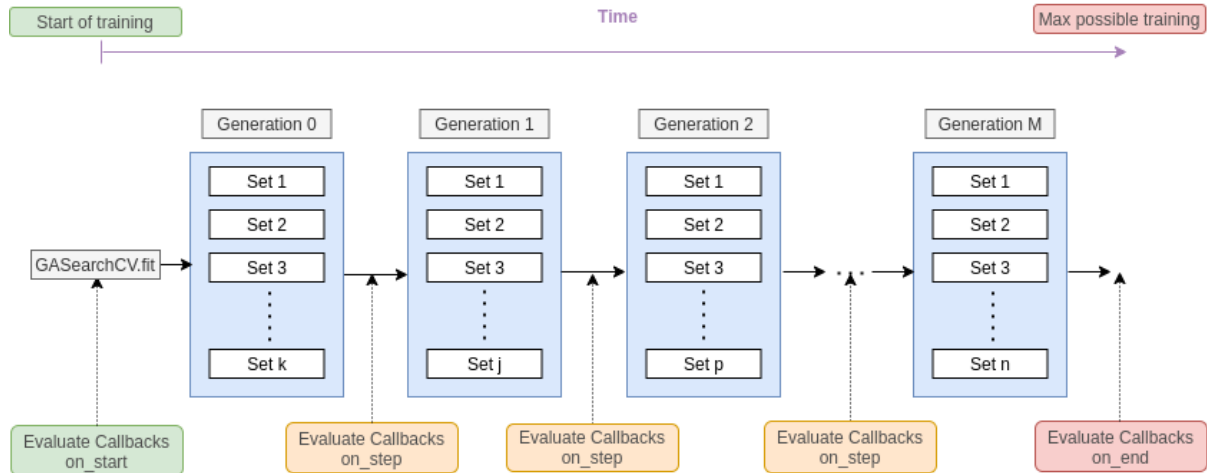 Start of training
Time
Max possible training
Generation 0
Generation 1
Generation 2
Generation M
Set 1
Set 2
Set 3
Set k
Set 1
Set 2
Set 3
Set j
Set 1
Set 2
Set 3
Set p
Set 1
Set 2
Set 3
Set n
GASearchCV.fit
Evaluate Callbacks
on_start
Evaluate Callbacks
on_step
Evaluate Callbacks
on_step
Evaluate Callbacks
on_step
Evaluate Callbacks
on_end